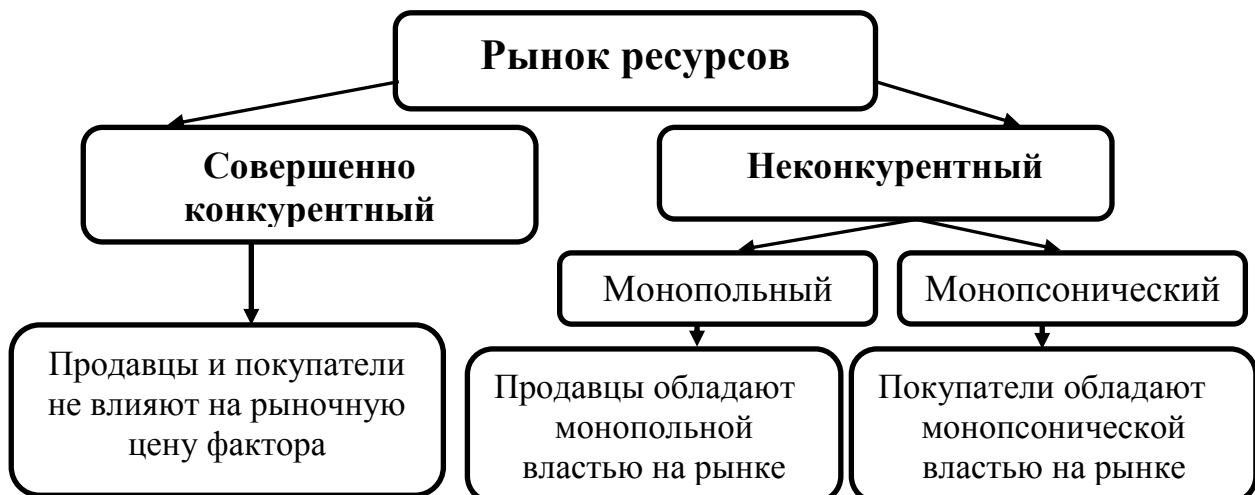 Рынок ресурсов
Совершенно
конкурентный
Неконкурентный
Монопольный
Монопсонический
Продавцы и покупатели
не влияют на рыночную
цену фактора
Продавцы обладают
монопольной
властью на рынке
Покупатели обладают
монопсонической
властью на рынке